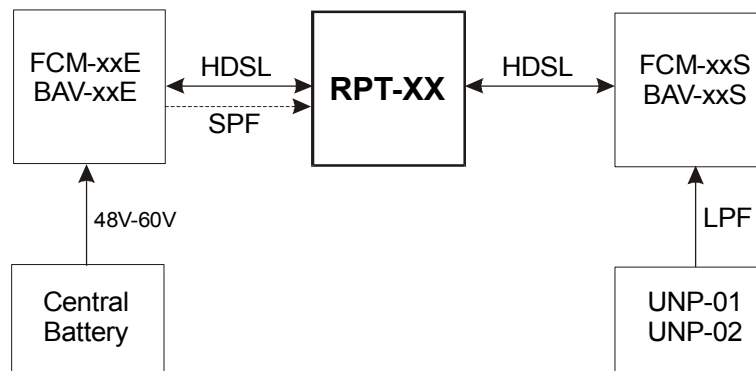 FCM-xxE
BAV-xxE
HDSL
SPF
RPT-XX
HDSL
FCM-xxS
BAV-xxS
48V-60V
LPF
Central
Battery
UNP-01
UNP-02